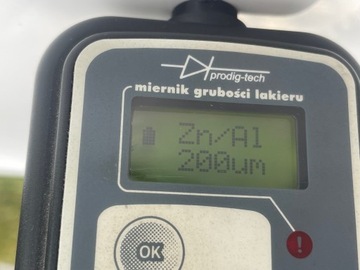 prodig-tech
miernik grubości lakieru
Zn/Al
200um
OK
!